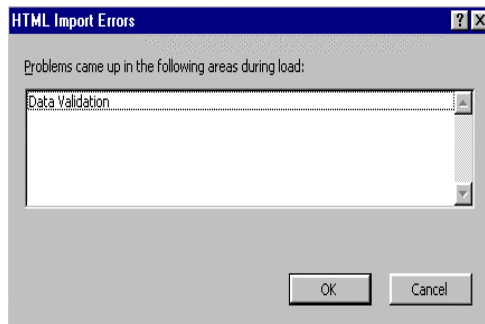 HTML Import Errors
Problems came up in the following areas during load:
Data Validation
OK Cancel